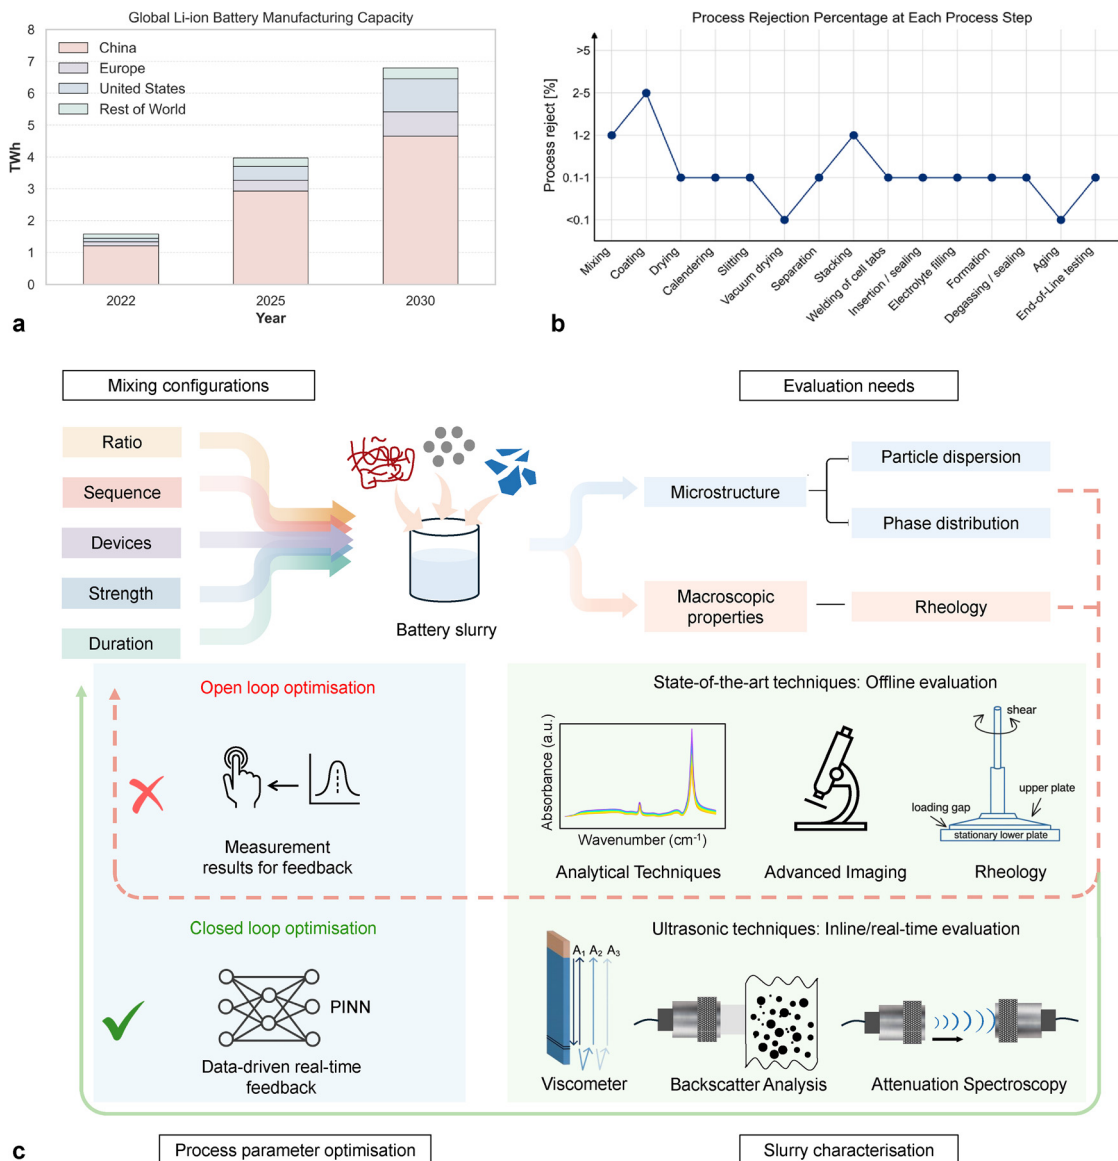 Global Li-ion Battery Manufacturing Capacity
8
7
6
5
4
3
2
1
0
TWh
China
Europe
United States
Rest of World
2022
2025
2030
Year
a
Process Rejection Percentage at Each Process Step
Process reject [%]
>5
2-5
1-2
0.1-1
<0.1
Mixing
Coating
Drying
Calendering
Slitting
Vacuum drying
Separation
Stacking
Welding of cell tabs
Insertion / sealing
Electrolyte filling
Formation
Degassing / sealing
Aging
End-of-Line testing
b
Mixing configurations
Ratio
Sequence
Devices
Strength
Duration
Battery slurry
Evaluation needs
Microstructure
Particle dispersion
Phase distribution
Macroscopic
properties
Rheology
Open loop optimisation
Measurement
results for feedback
Closed loop optimisation
PINN
Data-driven real-time
feedback
State-of-the-art techniques: Offline evaluation
Absorbance (a.u.)
Wavenumber (cm⁻¹)
Analytical Techniques
Advanced Imaging
shear
upper plate
loading gap
stationary lower plate
Rheology
Ultrasonic techniques: Inline/real-time evaluation
A₁ A₂ A₃
Viscometer
Backscatter Analysis
Attenuation Spectroscopy
c
Process parameter optimisation
Slurry characterisation